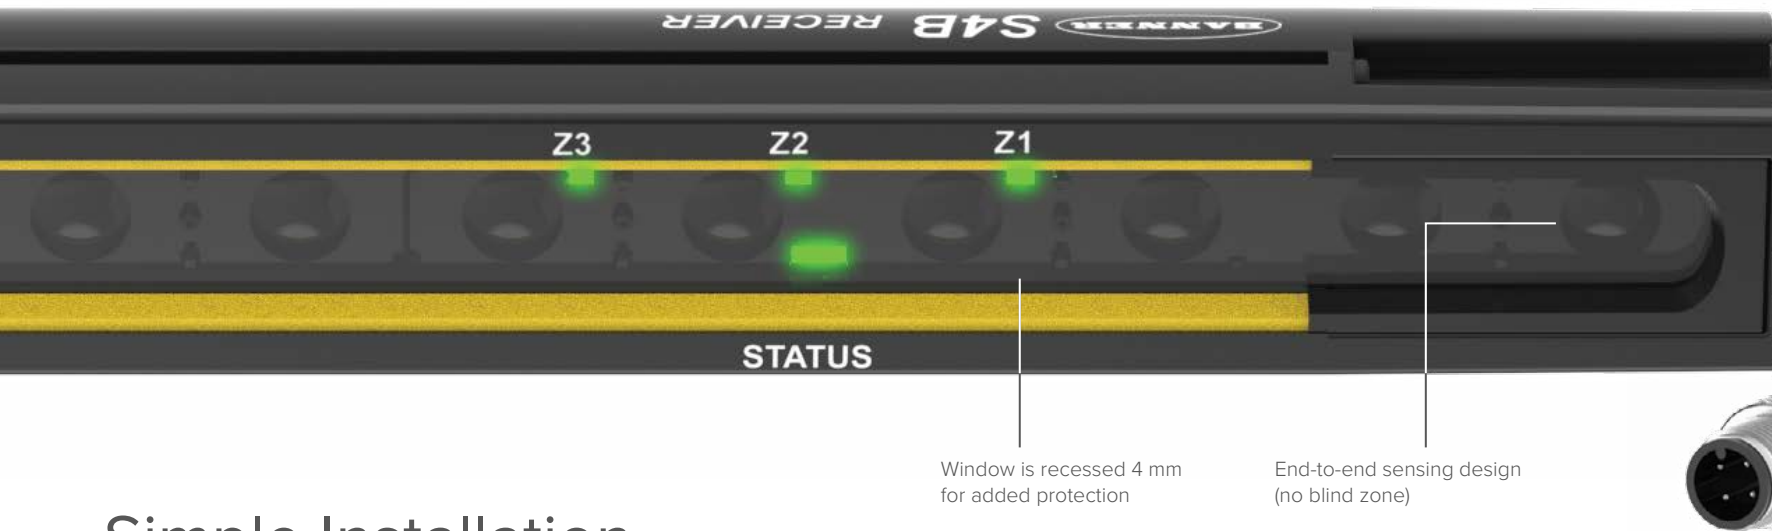 BANNER S4B RECEIVER
Z3 Z2 Z1
STATUS
Window is recessed 4 mm
for added protection
End-to-end sensing design
(no blind zone)
Simple Installation